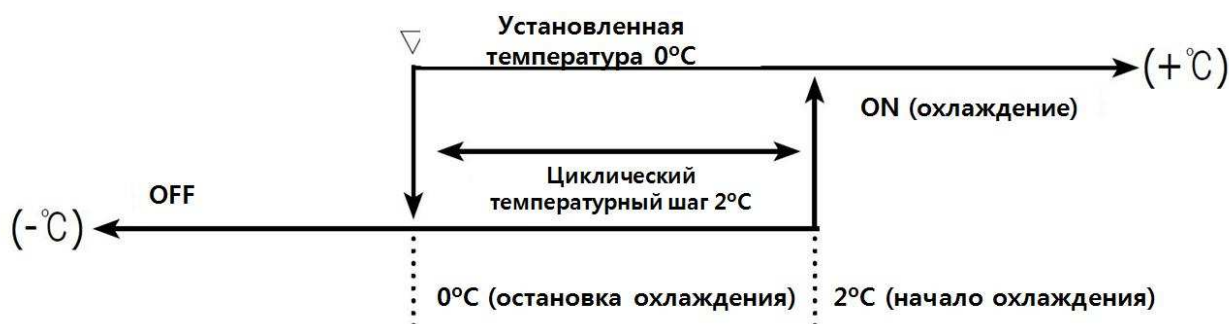 Установленная
температура 0°C
(+℃)
ON (охлаждение)
Циклический
температурный шаг 2°C
OFF
(-℃)
0°C (остановка охлаждения)
2°C (начало охлаждения)